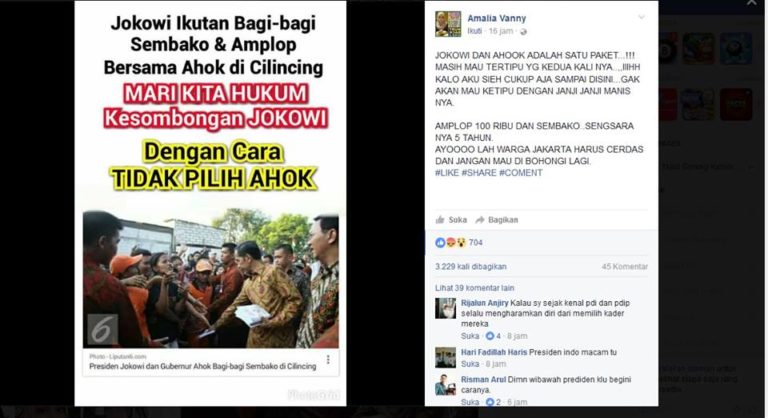 Jokowi Ikutan Bagi-bagi
Sembako & Amplop
Bersama Ahok di Cilincing
MARI KITA HUKUM
Kesombongan JOKOWI
Dengan Cara
TIDAK PILIH AHOK
6
Photo - Liputan6.com
Presiden Jokowi dan Gubernur Ahok Bagi-bagi Sembako di Cilincing
PhotoGrid
Amalia Vanny
Ikuti · 16 jam ·
JOKOWI DAN AHOOK ADALAH SATU PAKET...!!!
MASIH MAU TERTIPU YG KEDUA KALI NYA..,,IIIHH
KALO AKU SIEH CUKUP AJA SAMPAI DISINI...GAK
AKAN MAU KETIPU DENGAN JANJI JANJI MANIS
NYA.
AMPLOP 100 RIBU DAN SEMBAKO..SENGSARA
NYA 5 TAHUN.
AYOOOO LAH WARGA JAKARTA HARUS CERDAS
DAN JANGAN MAU DI BOHONGI LAGI.
#LIKE #SHARE #COMENT
Suka Bagikan
704
3.229 kali dibagikan 45 Komentar
Lihat 39 komentar lain
Rijalun Anjiry Kalau sy sejak kenal pdi dan pdip
selalu mengharamkan diri dari memilih kader
mereka
Suka · 4 · 8 jam
Hari Fadillah Haris Presiden indo macam tu
Suka · 8 jam
Risman Arul Dimn wibawah prediden klu begini
caranya.
Suka · 2 · 8 jam